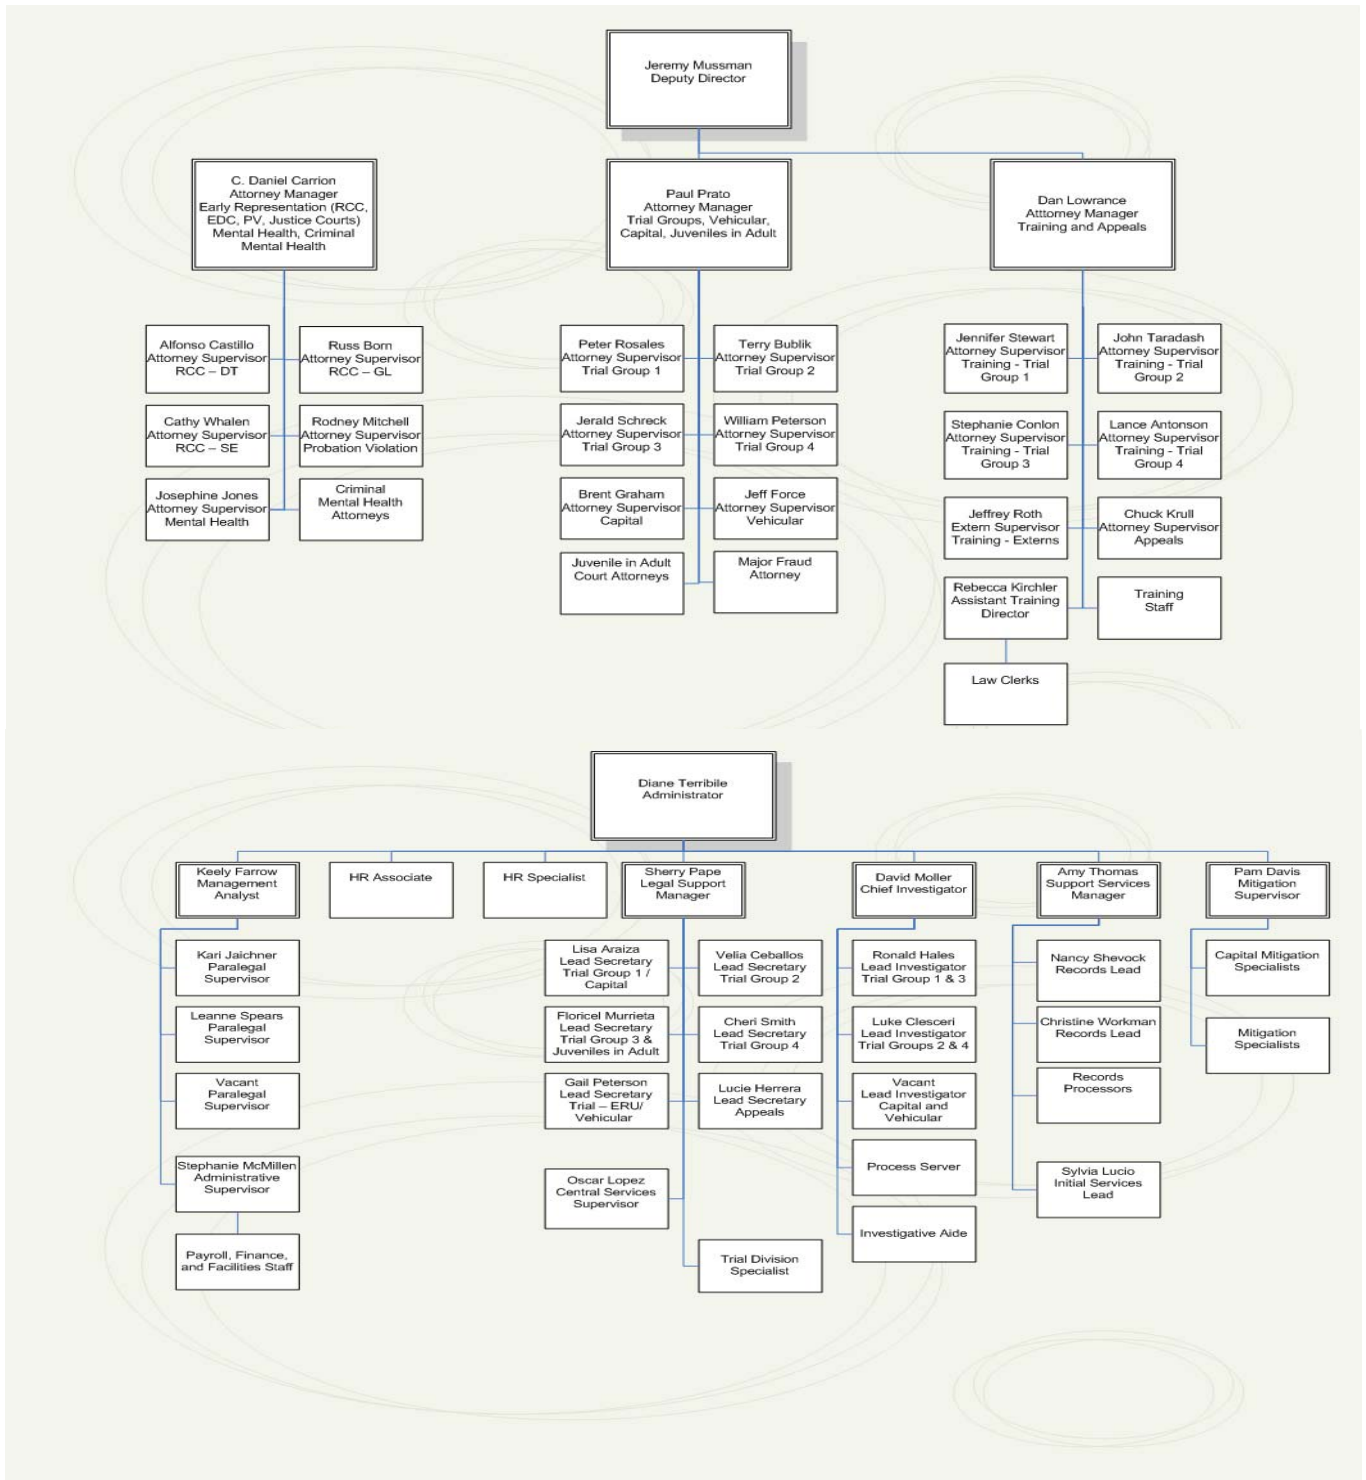 Jeremy Mussman
Deputy Director
C. Daniel Carrion
Attorney Manager
Early Representation (RCC,
EDC, PV, Justice Courts)
Mental Health, Criminal
Mental Health
Paul Prato
Attorney Manager
Trial Groups, Vehicular,
Capital, Juveniles in Adult
Dan Lowrance
Atttorney Manager
Training and Appeals
Alfonso Castillo
Attorney Supervisor
RCC – DT
Russ Born
Attorney Supervisor
RCC – GL
Cathy Whalen
Attorney Supervisor
RCC – SE
Rodney Mitchell
Attorney Supervisor
Probation Violation
Josephine Jones
Attorney Supervisor
Mental Health
Criminal
Mental Health
Attorneys
Peter Rosales
Attorney Supervisor
Trial Group 1
Terry Bublik
Attorney Supervisor
Trial Group 2
Jerald Schreck
Attorney Supervisor
Trial Group 3
William Peterson
Attorney Supervisor
Trial Group 4
Brent Graham
Attorney Supervisor
Capital
Jeff Force
Attorney Supervisor
Vehicular
Juvenile in Adult
Court Attorneys
Major Fraud
Attorney
Jennifer Stewart
Attorney Supervisor
Training - Trial
Group 1
John Taradash
Attorney Supervisor
Training - Trial
Group 2
Stephanie Conlon
Attorney Supervisor
Training - Trial
Group 3
Lance Antonson
Attorney Supervisor
Training - Trial
Group 4
Jeffrey Roth
Extern Supervisor
Training - Externs
Chuck Krull
Attorney Supervisor
Appeals
Rebecca Kirchler
Assistant Training
Director
Training
Staff
Law Clerks
Diane Terribile
Administrator
Keely Farrow
Management
Analyst
HR Associate
HR Specialist
Sherry Pape
Legal Support
Manager
David Moller
Chief Investigator
Amy Thomas
Support Services
Manager
Pam Davis
Mitigation
Supervisor
Kari Jaichner
Paralegal
Supervisor
Leanne Spears
Paralegal
Supervisor
Vacant
Paralegal
Supervisor
Stephanie McMillen
Administrative
Supervisor
Payroll, Finance,
and Facilities Staff
Lisa Araiza
Lead Secretary
Trial Group 1 /
Capital
Velia Ceballos
Lead Secretary
Trial Group 2
Floricel Murrieta
Lead Secretary
Trial Group 3 &
Juveniles in Adult
Cheri Smith
Lead Secretary
Trial Group 4
Gail Peterson
Lead Secretary
Trial – ERU/
Vehicular
Lucie Herrera
Lead Secretary
Appeals
Oscar Lopez
Central Services
Supervisor
Trial Division
Specialist
Ronald Hales
Lead Investigator
Trial Group 1 & 3
Luke Clesceri
Lead Investigator
Trial Groups 2 & 4
Vacant
Lead Investigator
Capital and
Vehicular
Process Server
Investigative Aide
Nancy Shevock
Records Lead
Christine Workman
Records Lead
Records
Processors
Sylvia Lucio
Initial Services
Lead
Capital Mitigation
Specialists
Mitigation
Specialists